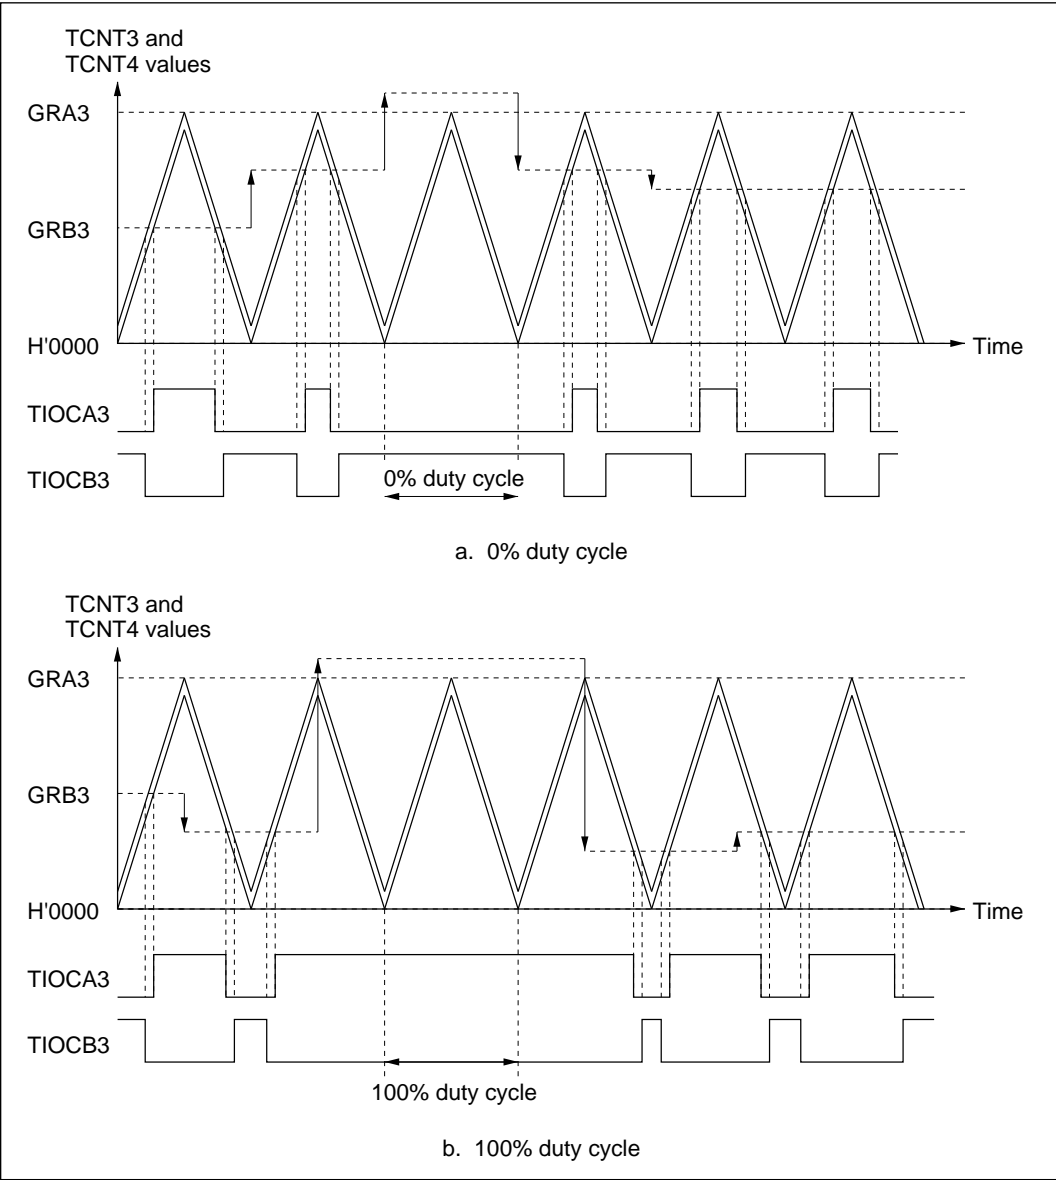 TCNT3 and
TCNT4 values
GRA3
GRB3
H'0000
Time
TIOCA3
TIOCB3
0% duty cycle
a. 0% duty cycle
TCNT3 and
TCNT4 values
GRA3
GRB3
H'0000
Time
TIOCA3
TIOCB3
100% duty cycle
b. 100% duty cycle